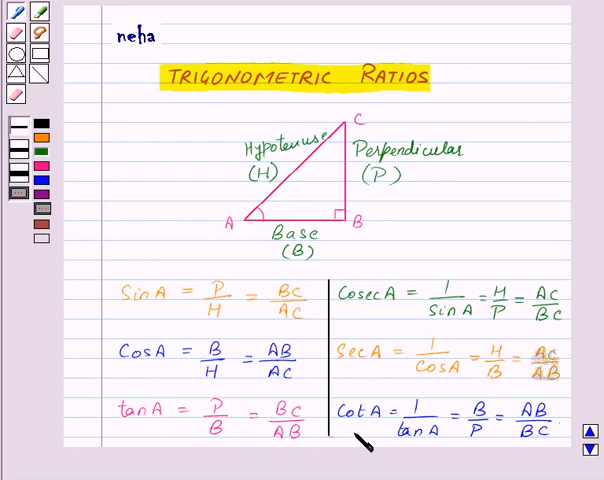 neha
TRIGONOMETRIC RATIOS
C
Hypotenuse
(H)
Perpendicular
(P)
A
B
Base
(B)
Sin A = P/H = BC/AC
Cos A = B/H = AB/AC
tan A = P/B = BC/AB
Cosec A = 1/sin A = H/P = AC/BC
Sec A = 1/Cos A = H/B = AC/AB
Cot A = 1/tan A = B/P = AB/BC